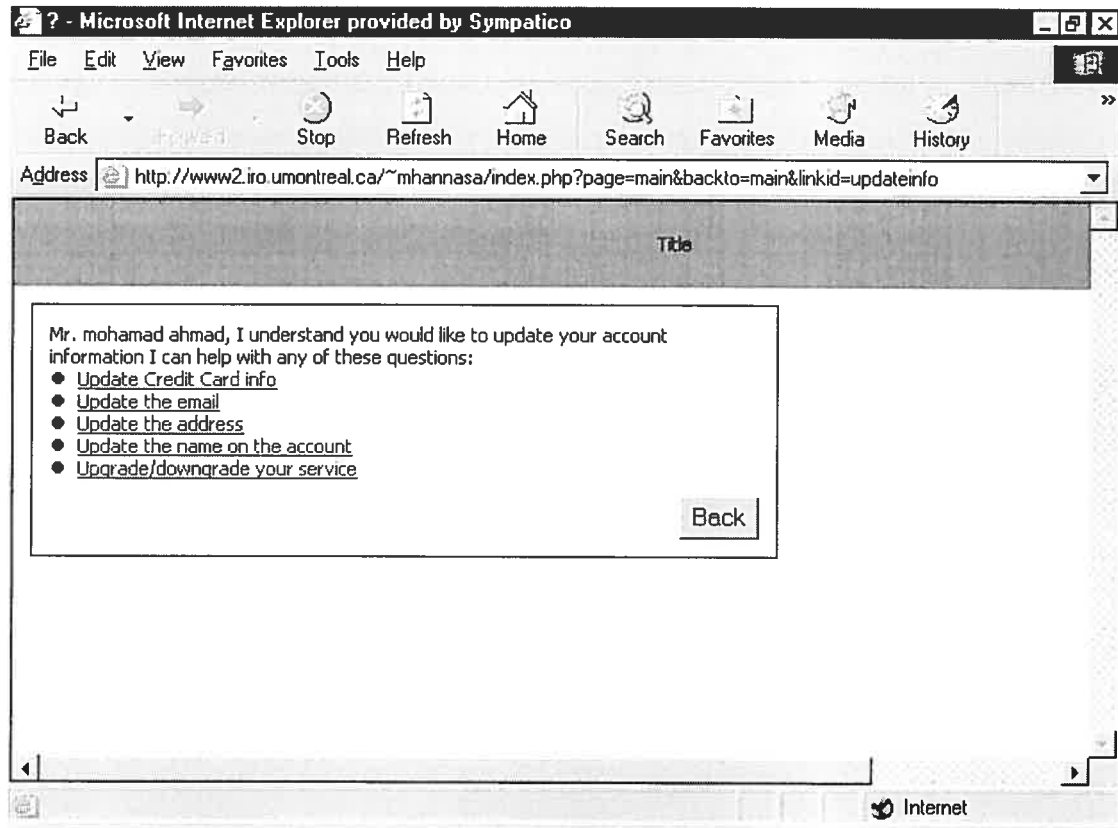 ? - Microsoft Internet Explorer provided by Sympatico
File Edit View Favorites Tools Help
Back Forward Stop Refresh Home Search Favorites Media History »
Address http://www2.iro.umontreal.ca/~mhannasa/index.php?page=main&backto=main&linkid=updateinfo
Title
Mr. mohamad ahmad, I understand you would like to update your account
information I can help with any of these questions:
● Update Credit Card info
● Update the email
● Update the address
● Update the name on the account
● Upgrade/downgrade your service
Back
Internet